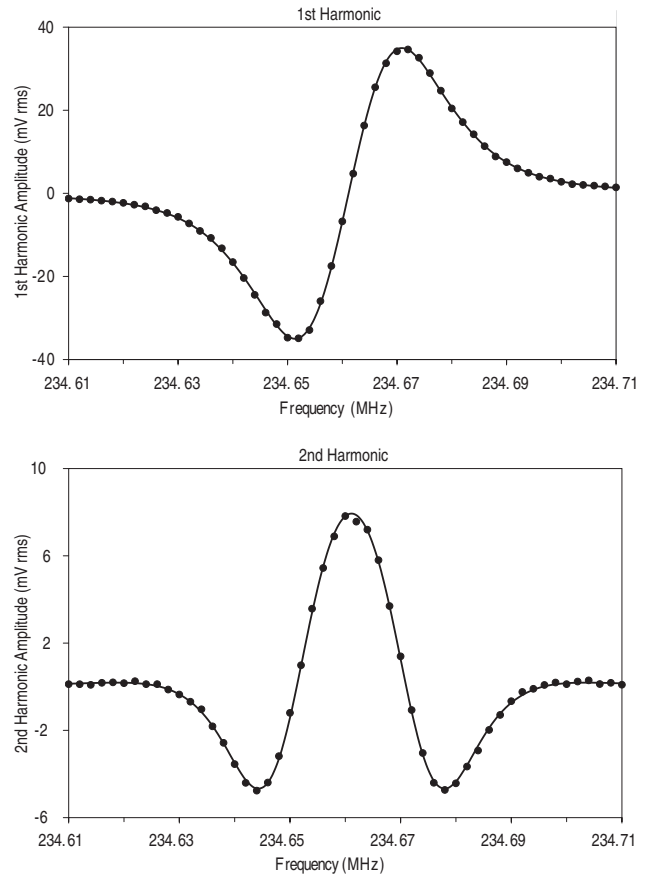 1st Harmonic
40
20
0
-20
-40
1st Harmonic Amplitude (mV rms)
234.61 234.63 234.65 234.67 234.69 234.71
Frequency (MHz)
2nd Harmonic
10
6
2
-2
-6
2nd Harmonic Amplitude (mV rms)
234.61 234.63 234.65 234.67 234.69 234.71
Frequency (MHz)